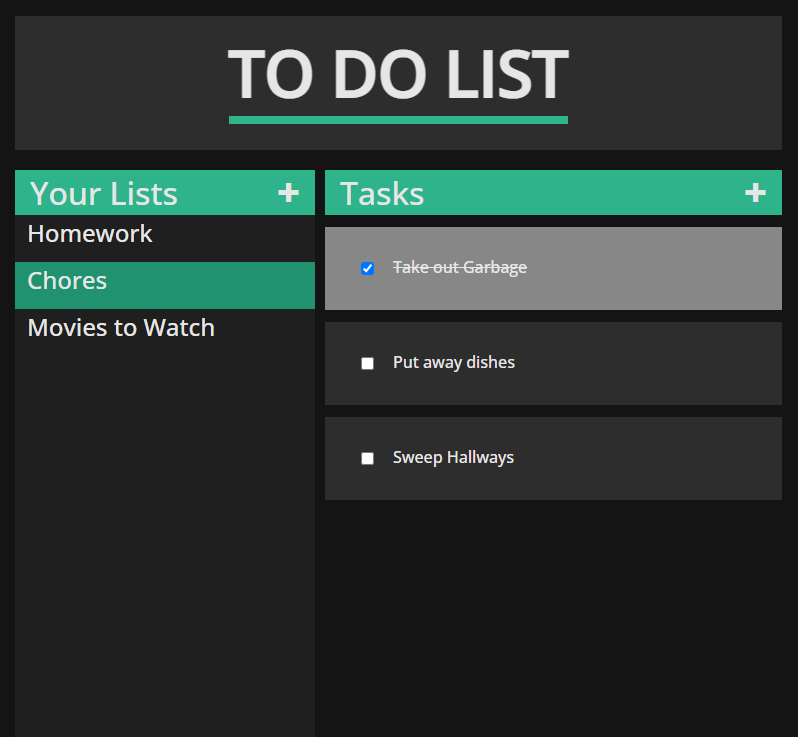 TO DO LIST
Your Lists +
Homework
Chores
Movies to Watch
Tasks +
Take out Garbage
Put away dishes
Sweep Hallways